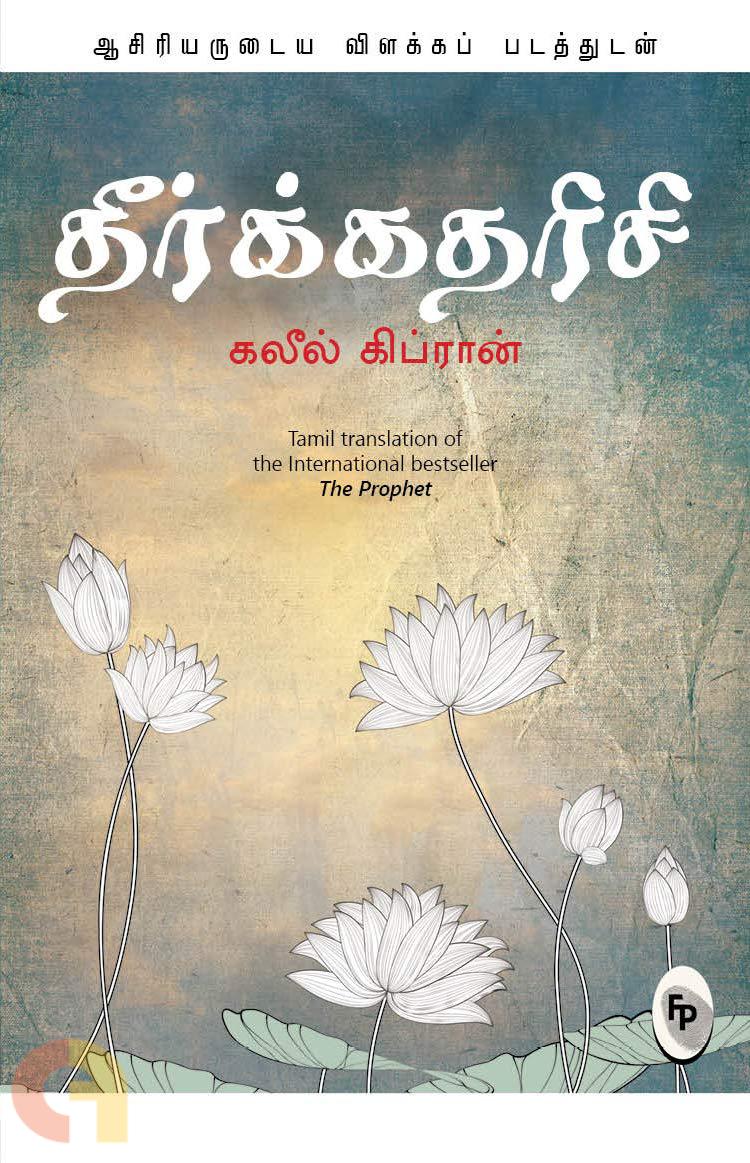 ஆசிரியருடைய விளக்கப் படத்துடன்
தீர்க்கதரிசி
கலீல் கிப்ரான்
Tamil translation of
the International bestseller
The Prophet
FP